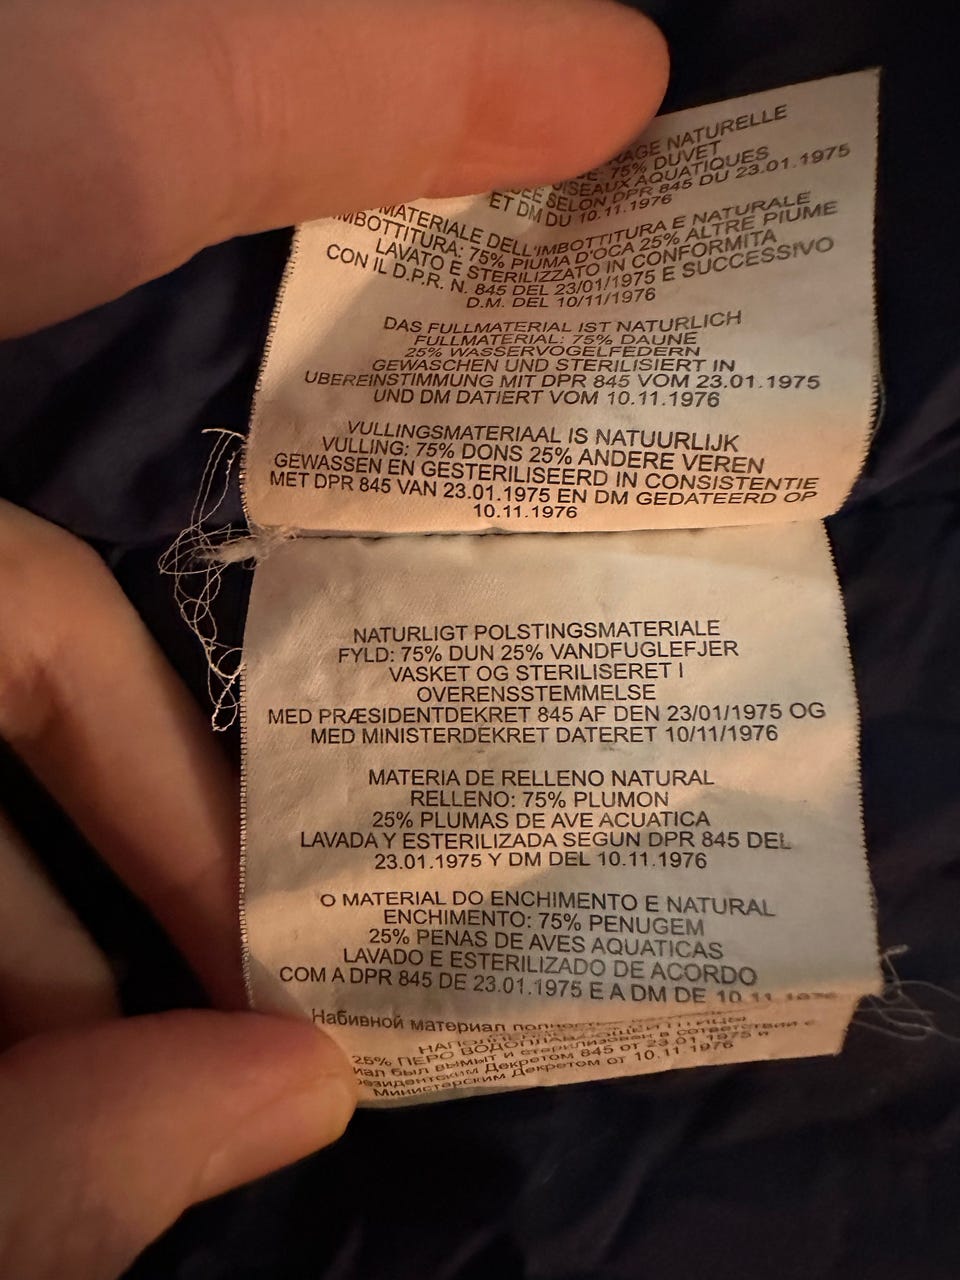 RAGE NATURELLE
75% DUVET
OISEAUX AQUATIQUES
SELON DPR 845 DU 23.01.1975
ET DM DU 10.11.1976
MATERIALE DELL'IMBOTTITURA E NATURALE
IMBOTTITURA: 75% PIUMA D'OCA 25% ALTRE PIUME
LAVATO E STERILIZZATO IN CONFORMITA
CON IL D.P.R. N. 845 DEL 23/01/1975 E SUCCESSIVO
D.M. DEL 10/11/1976
DAS FULLMATERIAL IST NATURLICH
FULLMATERIAL: 75% DAUNE
25% WASSERVOGELFEDERN
GEWASCHEN UND STERILISIERT IN
UBEREINSTIMMUNG MIT DPR 845 VOM 23.01.1975
UND DM DATIERT VOM 10.11.1976
VULLINGSMATERIAAL IS NATUURLIJK
VULLING: 75% DONS 25% ANDERE VEREN
GEWASSEN EN GESTERILISEERD IN CONSISTENTIE
MET DPR 845 VAN 23.01.1975 EN DM GEDATEERD OP
10.11.1976
NATURLIGT POLSTINGSMATERIALE
FYLD: 75% DUN 25% VANDFUGLEFJER
VASKET OG STERILISERET I
OVERENSSTEMMELSE
MED PRÆSIDENTDEKRET 845 AF DEN 23/01/1975 OG
MED MINISTERDEKRET DATERET 10/11/1976
MATERIA DE RELLENO NATURAL
RELLENO: 75% PLUMON
25% PLUMAS DE AVE ACUATICA
LAVADA Y ESTERILIZADA SEGUN DPR 845 DEL
23.01.1975 Y DM DEL 10.11.1976
O MATERIAL DO ENCHIMENTO E NATURAL
ENCHIMENTO: 75% PENUGEM
25% PENAS DE AVES AQUATICAS
LAVADO E ESTERILIZADO DE ACORDO
COM A DPR 845 DE 23.01.1975 E A DM DE 10.11.1976
Набивной материал
25% ПЕРО ВОДОПЛАВАЮЩЕЙ ПТИЦЫ
был вымыт и стерилизован в соответствии с
Декретом 845 от 23.01.1975 и
Министерским Декретом от 10.11.1976